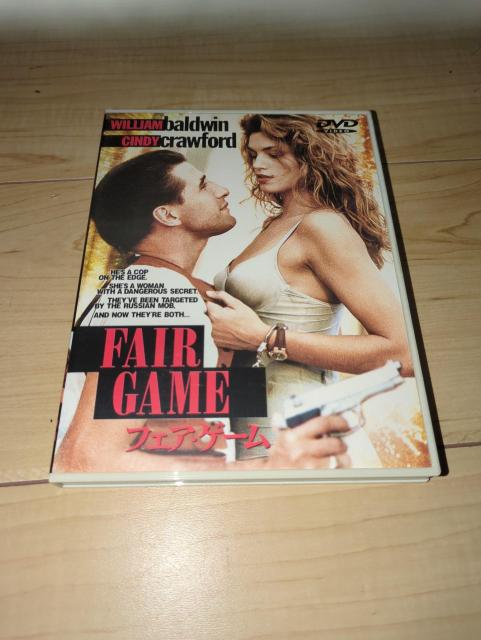 WILLIAM baldwin
CINDY crawford
DVD
VIDEO
HE'S A COP
ON THE EDGE.
SHE'S A WOMAN
WITH A DANGEROUS SECRET.
THEY'VE BEEN TARGETED
BY THE RUSSIAN MOB.
AND NOW THEY'RE BOTH...
FAIR
GAME
フェア・ゲーム